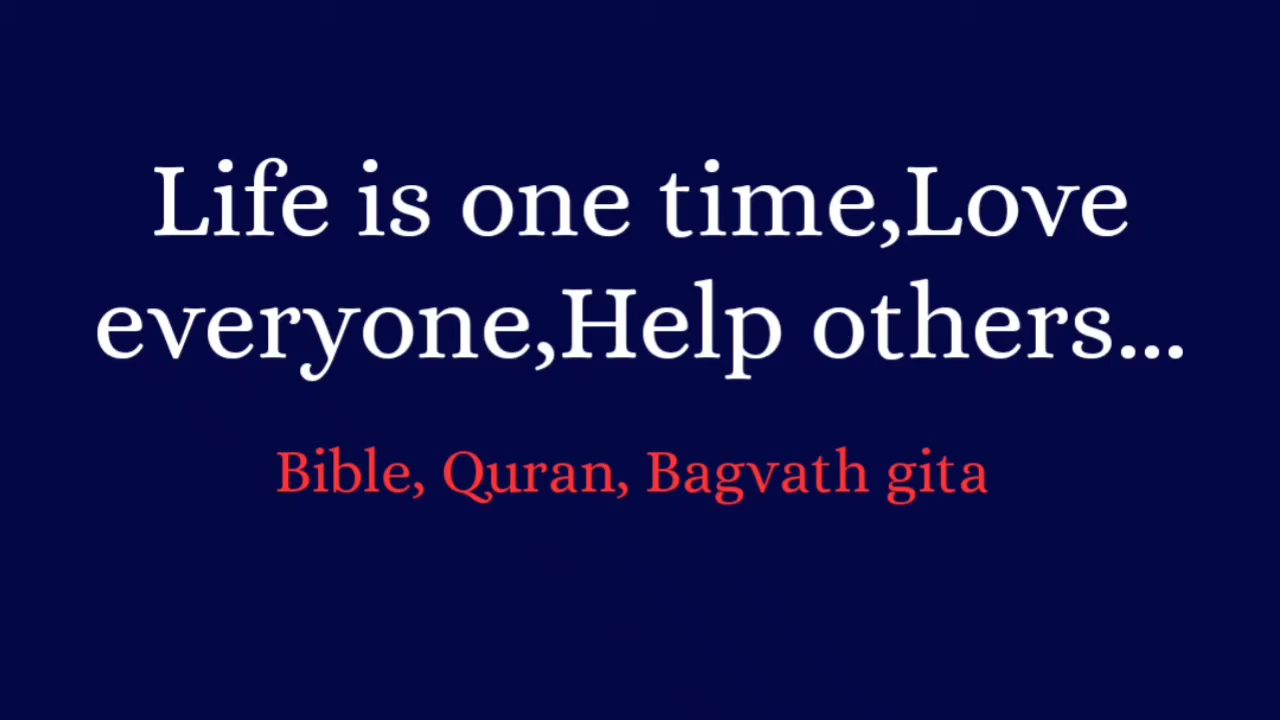 Life is one time,Love
everyone,Help others...
Bible, Quran, Bagvath gita